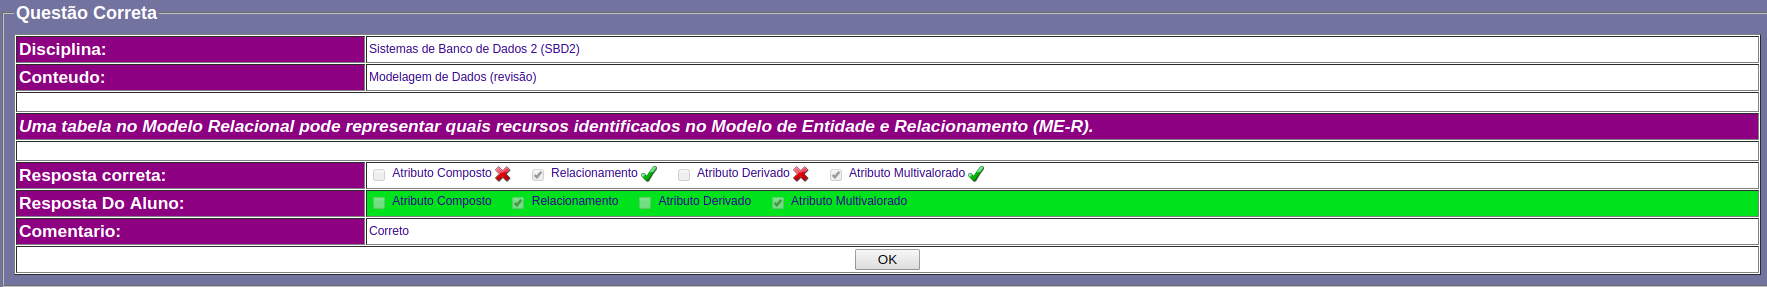 Questão Correta
Disciplina: Sistemas de Banco de Dados 2 (SBD2)
Conteudo: Modelagem de Dados (revisão)
Uma tabela no Modelo Relacional pode representar quais recursos identificados no Modelo de Entidade e Relacionamento (ME-R).
Resposta correta: Atributo Composto Relacionamento Atributo Derivado Atributo Multivalorado
Resposta Do Aluno: Atributo Composto Relacionamento Atributo Derivado Atributo Multivalorado
Comentario: Correto
OK